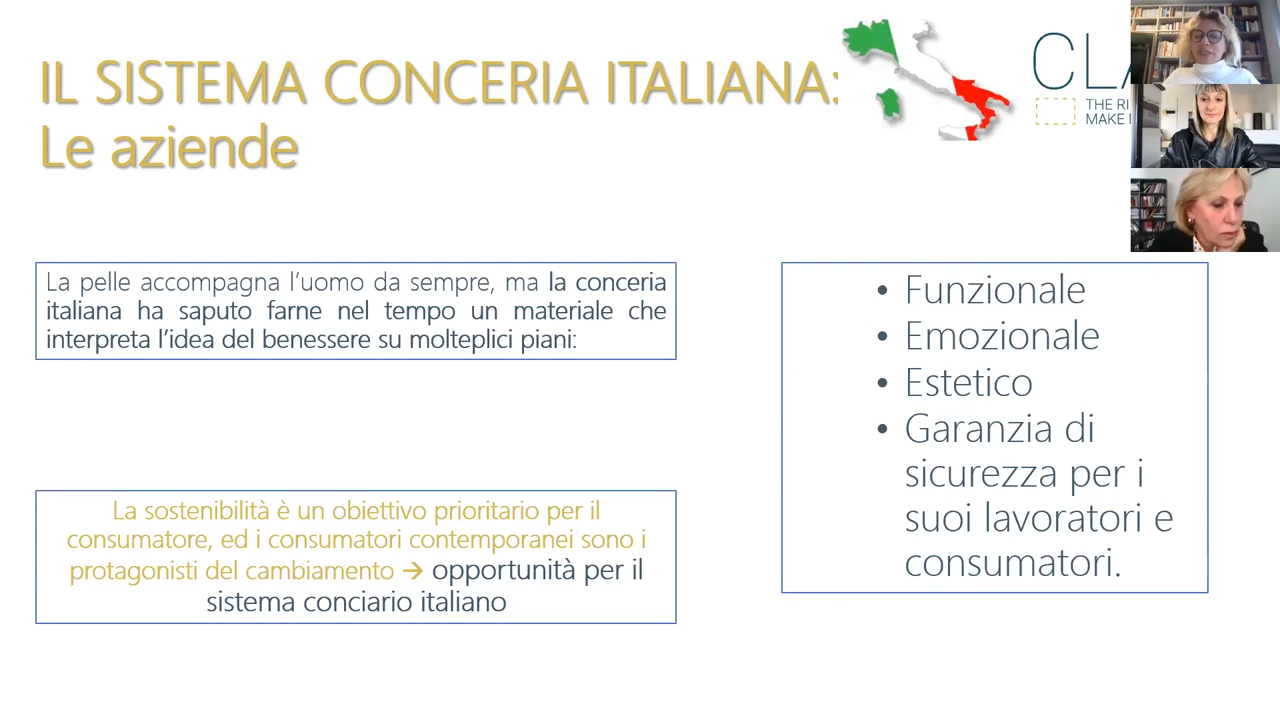 IL SISTEMA CONCERIA ITALIANA:
Le aziende
CLA
THE RI
MAKE I
La pelle accompagna l'uomo da sempre, ma la conceria
italiana ha saputo farne nel tempo un materiale che
interpreta l'idea del benessere su molteplici piani:
La sostenibilità è un obiettivo prioritario per il
consumatore, ed i consumatori contemporanei sono i
protagonisti del cambiamento → opportunità per il
sistema conciario italiano
• Funzionale
• Emozionale
• Estetico
• Garanzia di
sicurezza per i
suoi lavoratori e
consumatori.